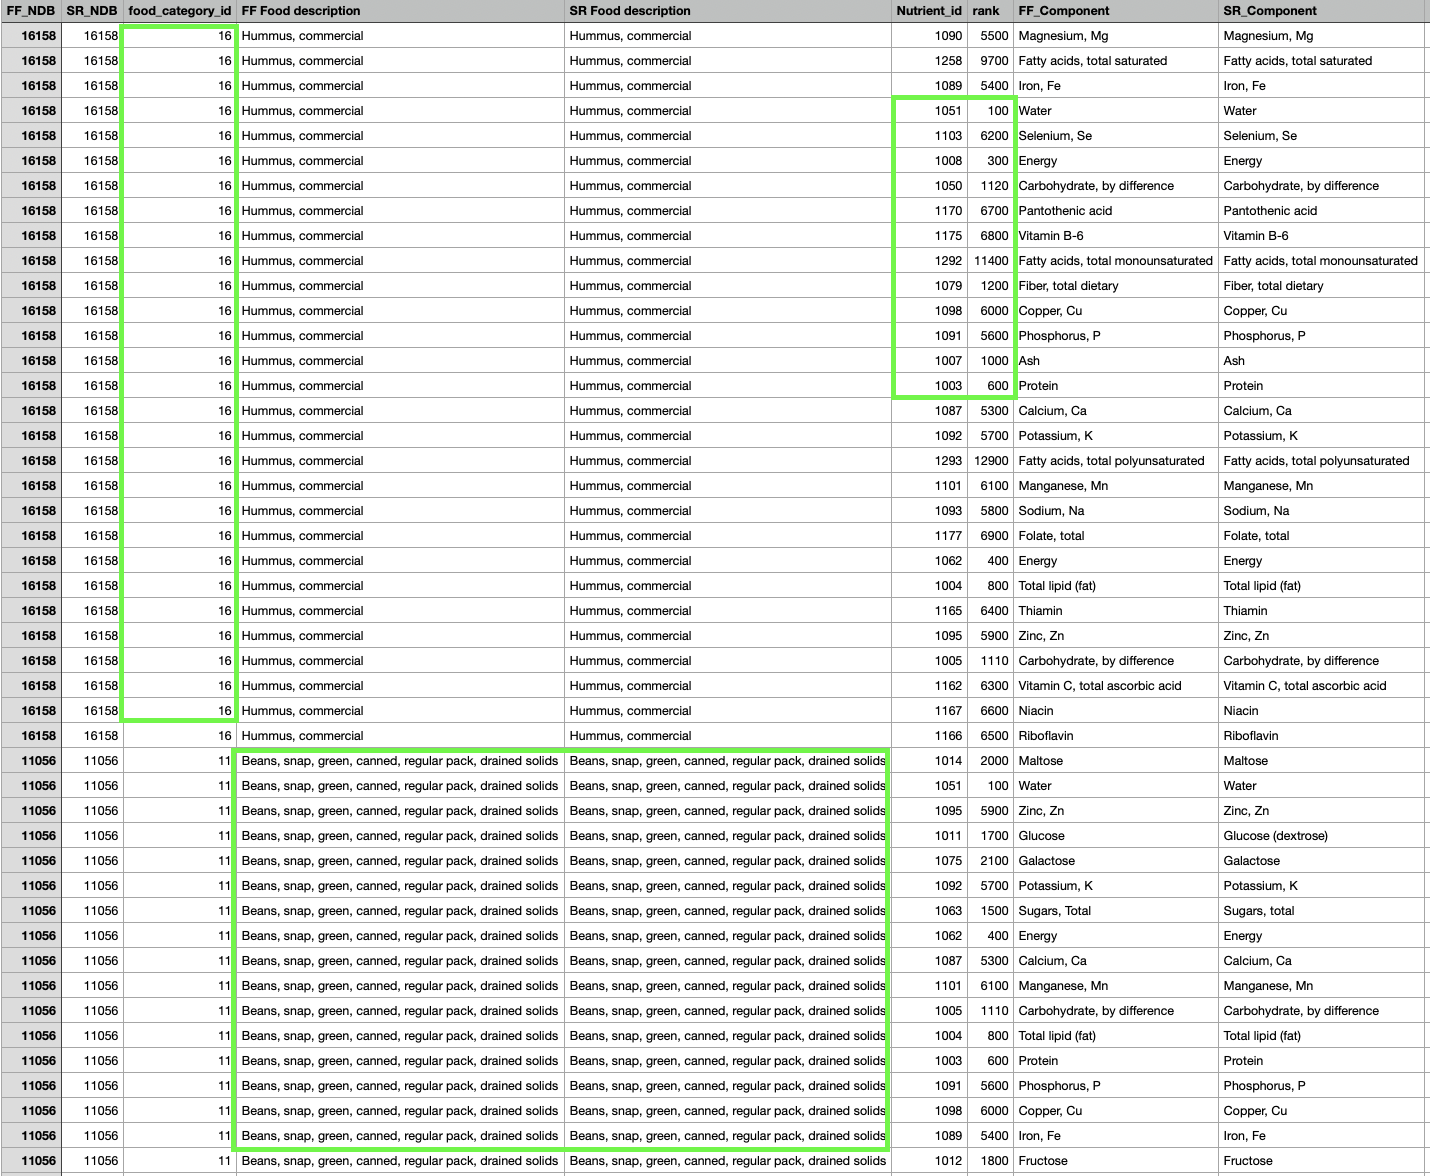 FF_NDB SR_NDB food_category_id FF Food description SR Food description Nutrient_id rank FF_Component SR_Component
16158 16158 16 Hummus, commercial Hummus, commercial 1090 5500 Magnesium, Mg Magnesium, Mg
16158 16158 16 Hummus, commercial Hummus, commercial 1258 9700 Fatty acids, total saturated Fatty acids, total saturated
16158 16158 16 Hummus, commercial Hummus, commercial 1089 5400 Iron, Fe Iron, Fe
16158 16158 16 Hummus, commercial Hummus, commercial 1051 100 Water Water
16158 16158 16 Hummus, commercial Hummus, commercial 1103 6200 Selenium, Se Selenium, Se
16158 16158 16 Hummus, commercial Hummus, commercial 1008 300 Energy Energy
16158 16158 16 Hummus, commercial Hummus, commercial 1050 1120 Carbohydrate, by difference Carbohydrate, by difference
16158 16158 16 Hummus, commercial Hummus, commercial 1170 6700 Pantothenic acid Pantothenic acid
16158 16158 16 Hummus, commercial Hummus, commercial 1175 6800 Vitamin B-6 Vitamin B-6
16158 16158 16 Hummus, commercial Hummus, commercial 1292 11400 Fatty acids, total monounsaturated Fatty acids, total monounsaturated
16158 16158 16 Hummus, commercial Hummus, commercial 1079 1200 Fiber, total dietary Fiber, total dietary
16158 16158 16 Hummus, commercial Hummus, commercial 1098 6000 Copper, Cu Copper, Cu
16158 16158 16 Hummus, commercial Hummus, commercial 1091 5600 Phosphorus, P Phosphorus, P
16158 16158 16 Hummus, commercial Hummus, commercial 1007 1000 Ash Ash
16158 16158 16 Hummus, commercial Hummus, commercial 1003 600 Protein Protein
16158 16158 16 Hummus, commercial Hummus, commercial 1087 5300 Calcium, Ca Calcium, Ca
16158 16158 16 Hummus, commercial Hummus, commercial 1092 5700 Potassium, K Potassium, K
16158 16158 16 Hummus, commercial Hummus, commercial 1293 12900 Fatty acids, total polyunsaturated Fatty acids, total polyunsaturated
16158 16158 16 Hummus, commercial Hummus, commercial 1101 6100 Manganese, Mn Manganese, Mn
16158 16158 16 Hummus, commercial Hummus, commercial 1093 5800 Sodium, Na Sodium, Na
16158 16158 16 Hummus, commercial Hummus, commercial 1177 6900 Folate, total Folate, total
16158 16158 16 Hummus, commercial Hummus, commercial 1062 400 Energy Energy
16158 16158 16 Hummus, commercial Hummus, commercial 1004 800 Total lipid (fat) Total lipid (fat)
16158 16158 16 Hummus, commercial Hummus, commercial 1165 6400 Thiamin Thiamin
16158 16158 16 Hummus, commercial Hummus, commercial 1095 5900 Zinc, Zn Zinc, Zn
16158 16158 16 Hummus, commercial Hummus, commercial 1005 1110 Carbohydrate, by difference Carbohydrate, by difference
16158 16158 16 Hummus, commercial Hummus, commercial 1162 6300 Vitamin C, total ascorbic acid Vitamin C, total ascorbic acid
16158 16158 16 Hummus, commercial Hummus, commercial 1167 6600 Niacin Niacin
16158 16158 16 Hummus, commercial Hummus, commercial 1166 6500 Riboflavin Riboflavin
11056 11056 11 Beans, snap, green, canned, regular pack, drained solids Beans, snap, green, canned, regular pack, drained solids 1014 2000 Maltose Maltose
11056 11056 11 Beans, snap, green, canned, regular pack, drained solids Beans, snap, green, canned, regular pack, drained solids 1051 100 Water Water
11056 11056 11 Beans, snap, green, canned, regular pack, drained solids Beans, snap, green, canned, regular pack, drained solids 1095 5900 Zinc, Zn Zinc, Zn
11056 11056 11 Beans, snap, green, canned, regular pack, drained solids Beans, snap, green, canned, regular pack, drained solids 1011 1700 Glucose Glucose (dextrose)
11056 11056 11 Beans, snap, green, canned, regular pack, drained solids Beans, snap, green, canned, regular pack, drained solids 1075 2100 Galactose Galactose
11056 11056 11 Beans, snap, green, canned, regular pack, drained solids Beans, snap, green, canned, regular pack, drained solids 1092 5700 Potassium, K Potassium, K
11056 11056 11 Beans, snap, green, canned, regular pack, drained solids Beans, snap, green, canned, regular pack, drained solids 1063 1500 Sugars, Total Sugars, total
11056 11056 11 Beans, snap, green, canned, regular pack, drained solids Beans, snap, green, canned, regular pack, drained solids 1062 400 Energy Energy
11056 11056 11 Beans, snap, green, canned, regular pack, drained solids Beans, snap, green, canned, regular pack, drained solids 1087 5300 Calcium, Ca Calcium, Ca
11056 11056 11 Beans, snap, green, canned, regular pack, drained solids Beans, snap, green, canned, regular pack, drained solids 1101 6100 Manganese, Mn Manganese, Mn
11056 11056 11 Beans, snap, green, canned, regular pack, drained solids Beans, snap, green, canned, regular pack, drained solids 1005 1110 Carbohydrate, by difference Carbohydrate, by difference
11056 11056 11 Beans, snap, green, canned, regular pack, drained solids Beans, snap, green, canned, regular pack, drained solids 1004 800 Total lipid (fat) Total lipid (fat)
11056 11056 11 Beans, snap, green, canned, regular pack, drained solids Beans, snap, green, canned, regular pack, drained solids 1003 600 Protein Protein
11056 11056 11 Beans, snap, green, canned, regular pack, drained solids Beans, snap, green, canned, regular pack, drained solids 1091 5600 Phosphorus, P Phosphorus, P
11056 11056 11 Beans, snap, green, canned, regular pack, drained solids Beans, snap, green, canned, regular pack, drained solids 1098 6000 Copper, Cu Copper, Cu
11056 11056 11 Beans, snap, green, canned, regular pack, drained solids Beans, snap, green, canned, regular pack, drained solids 1089 5400 Iron, Fe Iron, Fe
11056 11056 11 Beans, snap, green, canned, regular pack, drained solids Beans, snap, green, canned, regular pack, drained solids 1012 1800 Fructose Fructose